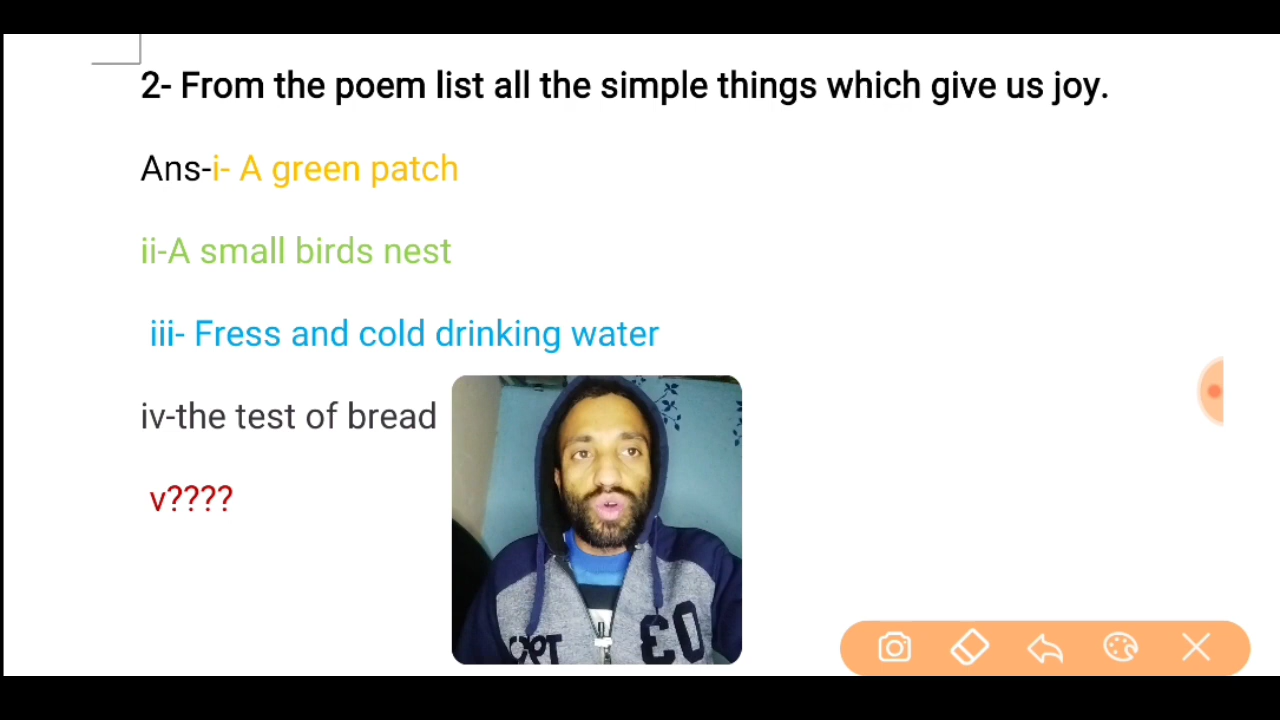 2- From the poem list all the simple things which give us joy.
Ans-i- A green patch
ii-A small birds nest
iii- Fress and cold drinking water
iv-the test of bread
v????